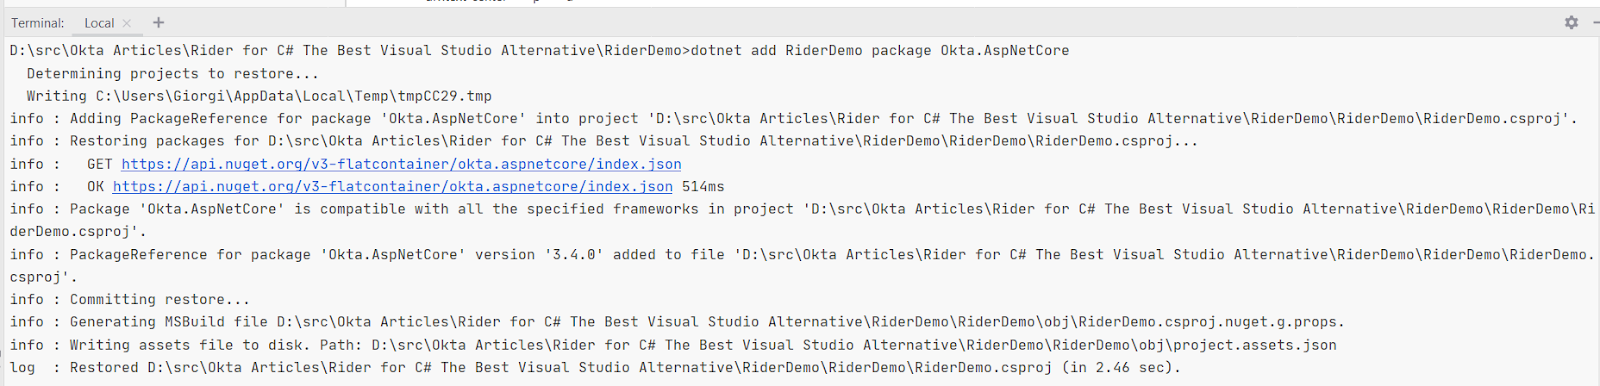 Terminal: Local × +
D:\src\Okta Articles\Rider for C# The Best Visual Studio Alternative\RiderDemo>dotnet add RiderDemo package Okta.AspNetCore
  Determining projects to restore...
  Writing C:\Users\Giorgi\AppData\Local\Temp\tmpCC29.tmp
info : Adding PackageReference for package 'Okta.AspNetCore' into project 'D:\src\Okta Articles\Rider for C# The Best Visual Studio Alternative\RiderDemo\RiderDemo\RiderDemo.csproj'.
info : Restoring packages for D:\src\Okta Articles\Rider for C# The Best Visual Studio Alternative\RiderDemo\RiderDemo\RiderDemo.csproj...
info :   GET https://api.nuget.org/v3-flatcontainer/okta.aspnetcore/index.json
info :   OK https://api.nuget.org/v3-flatcontainer/okta.aspnetcore/index.json 514ms
info : Package 'Okta.AspNetCore' is compatible with all the specified frameworks in project 'D:\src\Okta Articles\Rider for C# The Best Visual Studio Alternative\RiderDemo\RiderDemo\Ri
derDemo.csproj'.
info : PackageReference for package 'Okta.AspNetCore' version '3.4.0' added to file 'D:\src\Okta Articles\Rider for C# The Best Visual Studio Alternative\RiderDemo\RiderDemo\RiderDemo.
csproj'.
info : Committing restore...
info : Generating MSBuild file D:\src\Okta Articles\Rider for C# The Best Visual Studio Alternative\RiderDemo\RiderDemo\obj\RiderDemo.csproj.nuget.g.props.
info : Writing assets file to disk. Path: D:\src\Okta Articles\Rider for C# The Best Visual Studio Alternative\RiderDemo\RiderDemo\obj\project.assets.json
log  : Restored D:\src\Okta Articles\Rider for C# The Best Visual Studio Alternative\RiderDemo\RiderDemo\RiderDemo.csproj (in 2.46 sec).